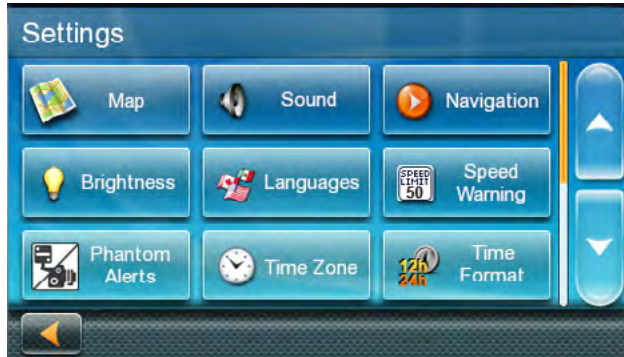 Settings
Map
Sound
Navigation
Brightness
Languages
SPEED
LIMIT
50
Speed
Warning
Phantom
Alerts
Time Zone
12h
24h
Time
Format